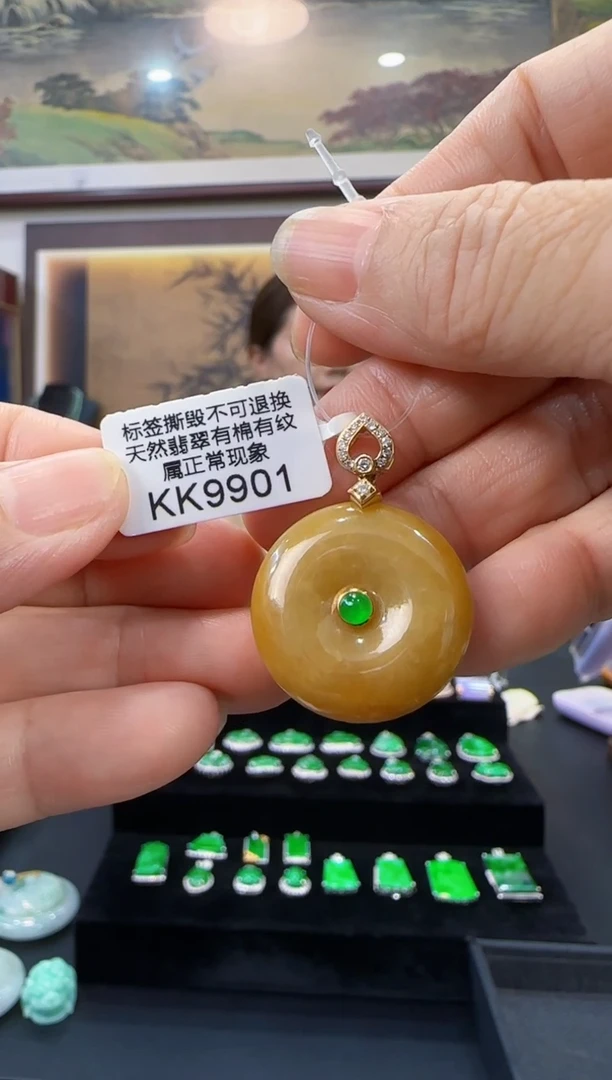 标签撕毁不可退换
天然翡翠有棉有纹
属正常现象
KK9901